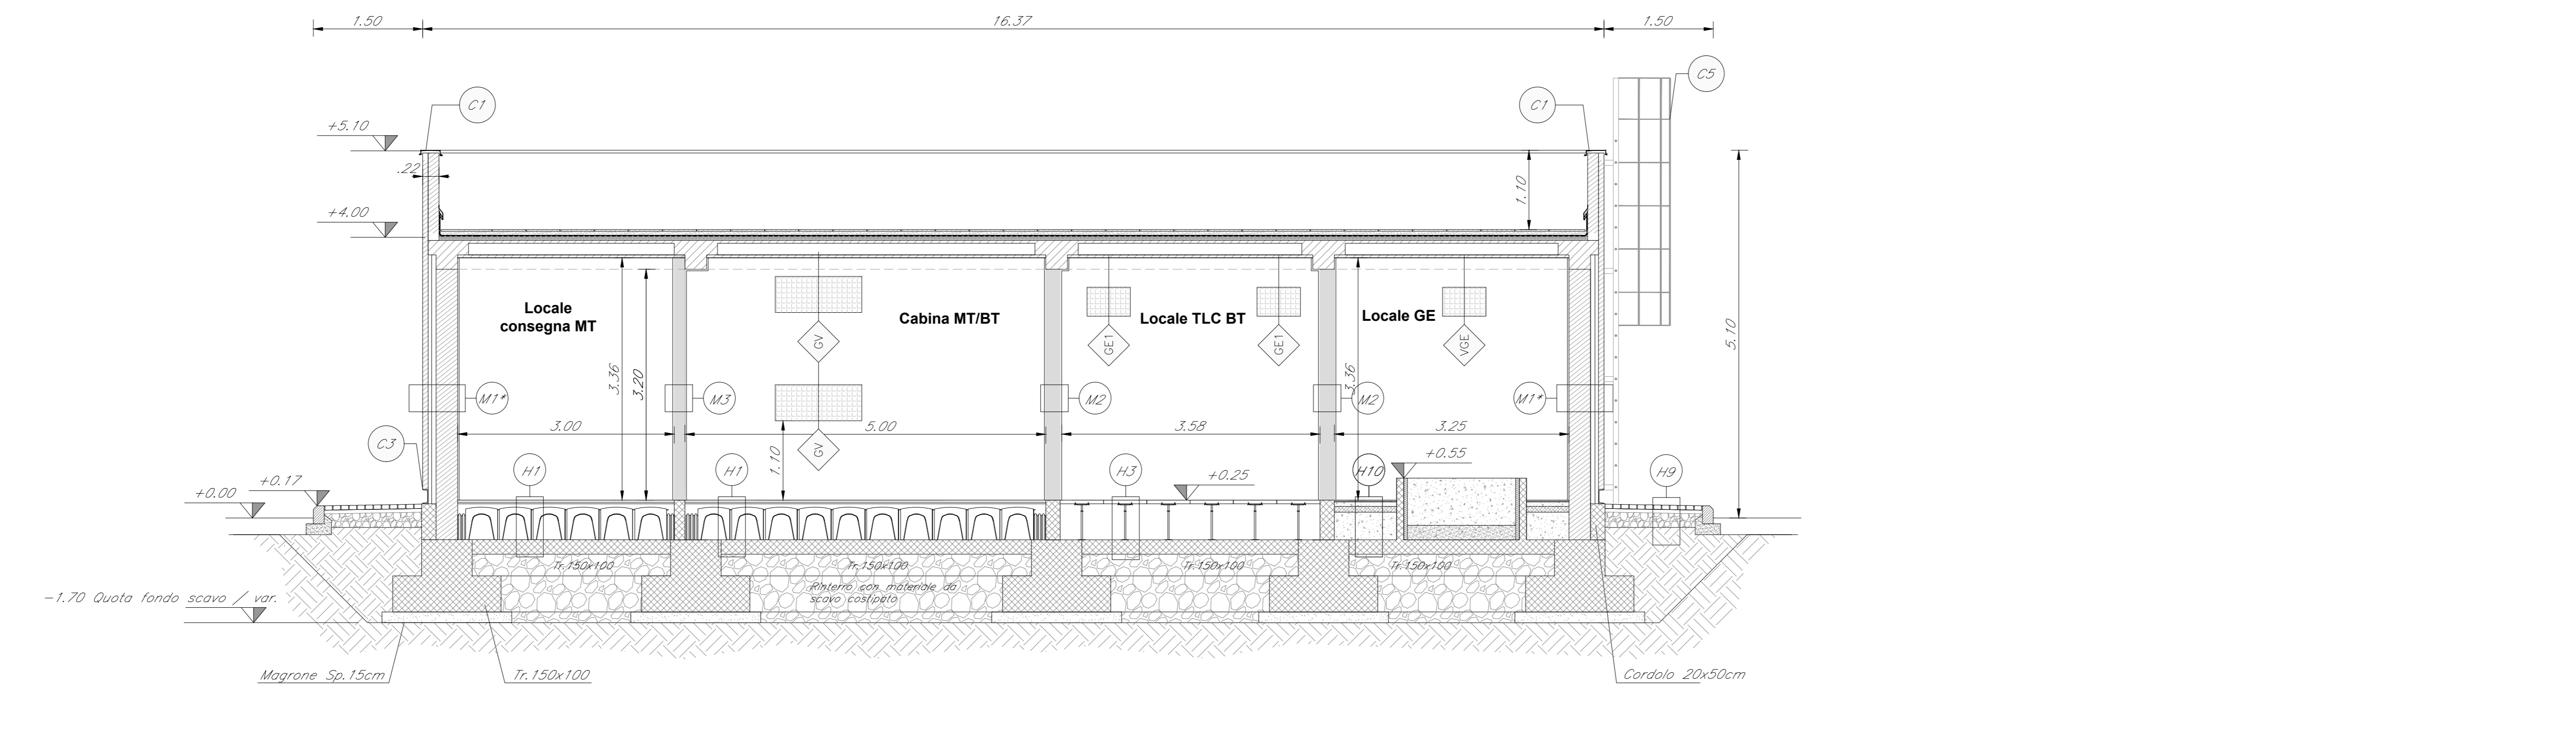 1.50
16.37
1.50
C5
C1
C1
+5.10
.22
1.10
+4.00
Locale
consegna MT
Cabina MT/BT
Locale TLC BT
Locale GE
GV
GE1
GE1
VGE
5.10
3.36
3.20
3.36
M1*
M3
M2
M2
M1*
3.00
5.00
3.58
3.25
C3
GV
1.10
H1
H1
H3
H10
H9
+0.55
+0.25
+0.17
+0.00
Tr.150x100
Tr.150x100
Tr.150x100
Tr.150x100
Rinterro con materiale da
scavo costipato
-1.70 Quota fondo scavo / var.
Magrone Sp.15cm
Tr.150x100
Cordolo 20x50cm